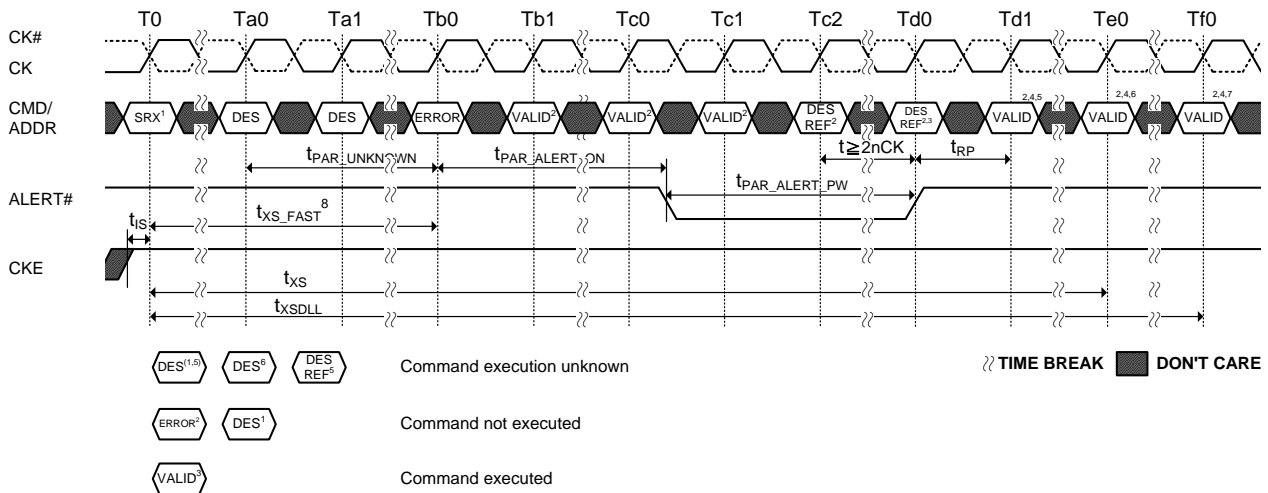 T0 Ta0 Ta1 Tb0 Tb1 Tc0 Tc1 Tc2 Td0 Td1 Te0 Tf0
CK#
CK
CMD/
ADDR
SRX¹ DES DES ERROR VALID² VALID² VALID² DES REF² DES REF²,³ VALID 2,4,5 VALID 2,4,6 VALID 2,4,7
tPAR_UNKNOWN tPAR_ALERT_ON t≧2nCK tRP
ALERT#
tPAR_ALERT_PW
tIS tXS_FAST⁸
CKE
tXS
tXSDLL
DES(1,5) DES⁶ DES REF⁵ Command execution unknown
TIME BREAK DON'T CARE
ERROR² DES¹ Command not executed
VALID³ Command executed